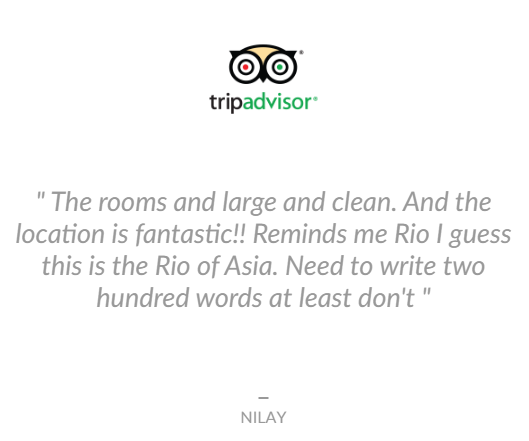 tripadvisor®
" The rooms and large and clean. And the
location is fantastic!! Reminds me Rio I guess
this is the Rio of Asia. Need to write two
hundred words at least don't "
–
NILAY